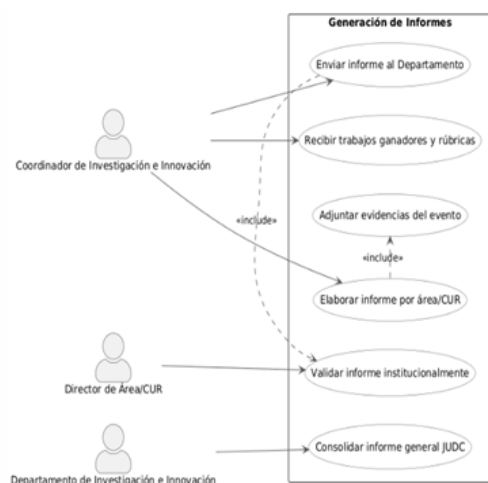 Generación de Informes
Enviar informe al Departamento
Recibir trabajos ganadores y rúbricas
Coordinador de Investigación e Innovación
Adjuntar evidencias del evento
«include»
«include»
Elaborar informe por área/CUR
Validar informe institucionalmente
Director de Área/CUR
Consolidar informe general JUDC
Departamento de Investigación e Innovación